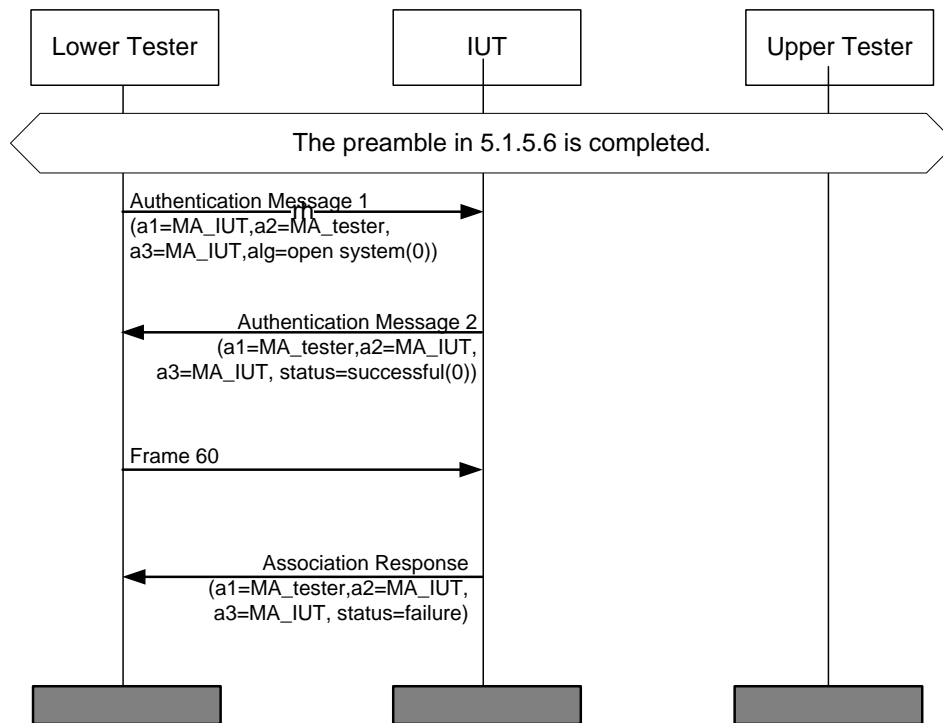 Lower Tester
IUT
Upper Tester
The preamble in 5.1.5.6 is completed.
Authentication Message 1
m
(a1=MA_IUT,a2=MA_tester,
a3=MA_IUT,alg=open system(0))
Authentication Message 2
(a1=MA_tester,a2=MA_IUT,
a3=MA_IUT, status=successful(0))
Frame 60
Association Response
(a1=MA_tester,a2=MA_IUT,
a3=MA_IUT, status=failure)